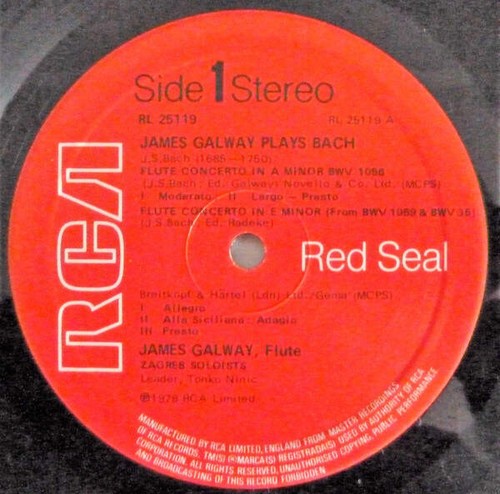 Side 1 Stereo
RL 25119
RL 25119 A
JAMES GALWAY PLAYS BACH
J.S.Bach (1685—1750)
FLUTE CONCERTO IN A MINOR BWV 1056
(J.S.Bach; Ed. Galway) Novello & Co. Ltd. (MCPS)
I Moderato; II Largo — Presto
FLUTE CONCERTO IN E MINOR (From BWV 1059 & BWV 35)
(J.S.Bach; Ed. Radeke)
RCA
Red Seal
Breitkopf & Hartel (Ldn) Ltd./Gema (MCPS)
I Allegro
II Alla Siciliana: Adagio
III Presto
JAMES GALWAY, Flute
ZAGREB SOLOISTS
Leader, Tonko Ninic
Ⓟ1978 RCA Limited
MANUFACTURED BY RCA LIMITED, ENGLAND, FROM MASTER RECORDINGS
OF RCA RECORDS. TM(S) ® MARCA(S) REGISTRADA(S) USED BY AUTHORITY OF RCA
CORPORATION. ALL RIGHTS RESERVED. UNAUTHORISED COPYING PUBLIC PERFORMANCE
AND BROADCASTING OF THIS RECORD FORBIDDEN